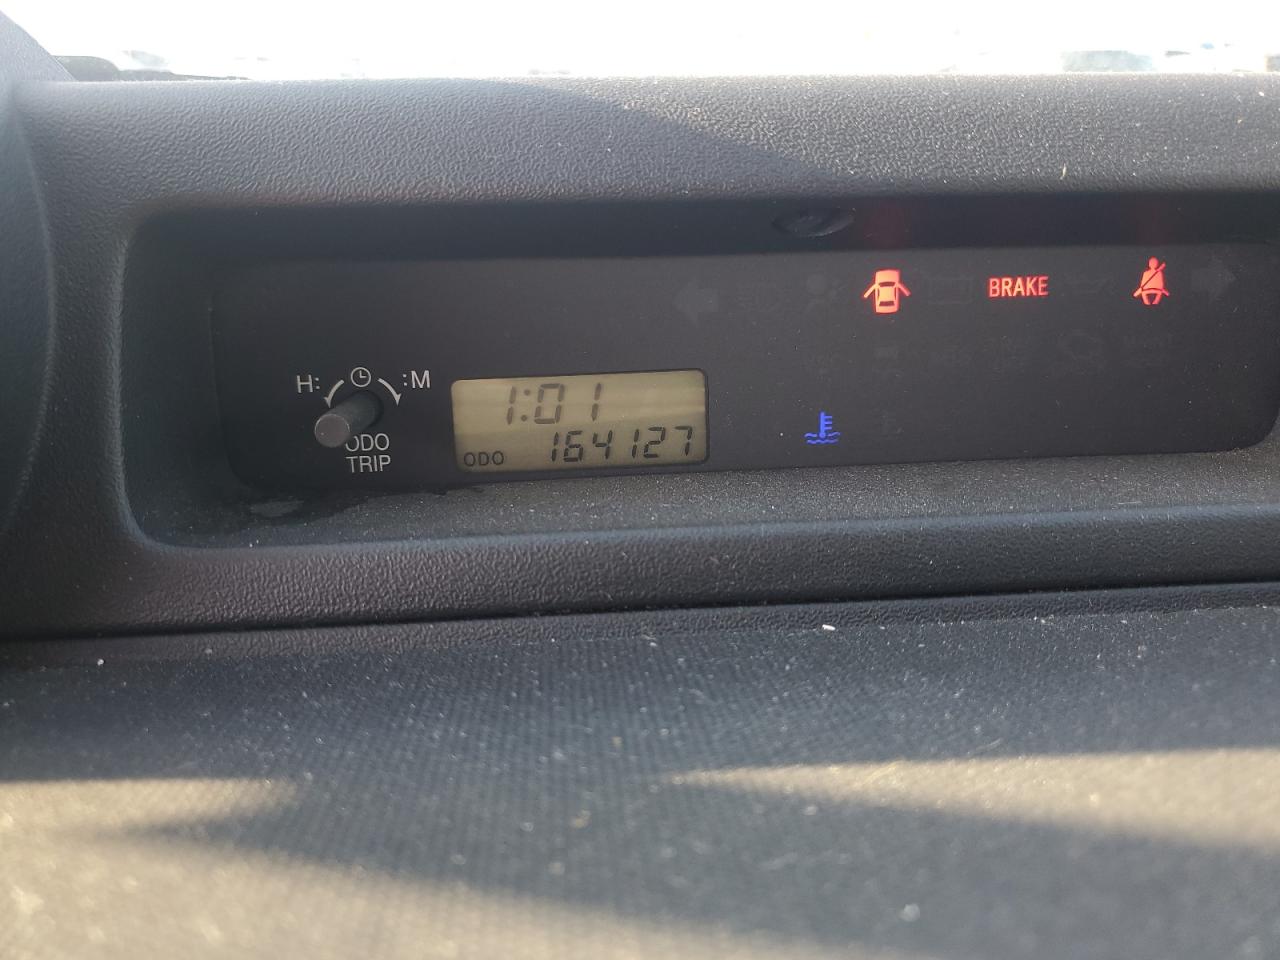 BRAKE
H: :M
1:01
ODO
TRIP
ODO 164127